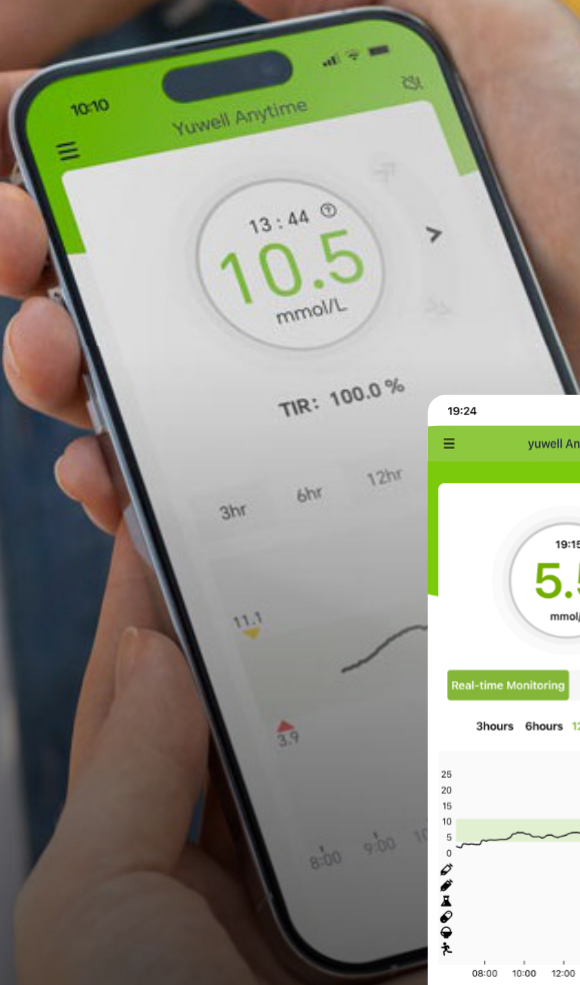 10:10
Yuwell Anytime
13:44
10.5
mmol/L
TIR: 100.0 %
3hr 6hr 12hr
11.1
3.9
8:00 9:00
19:24
yuwell
19:15
mmol/
Real-time Monitoring
3hours 6hours
25
20
15
10
5
0
08:00 10:00 12:00